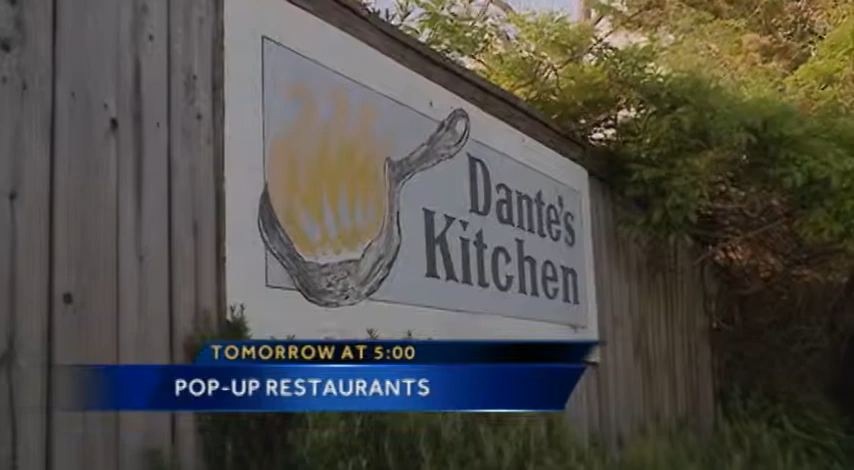 Dante's
Kitchen
TOMORROW AT 5:00
POP-UP RESTAURANTS